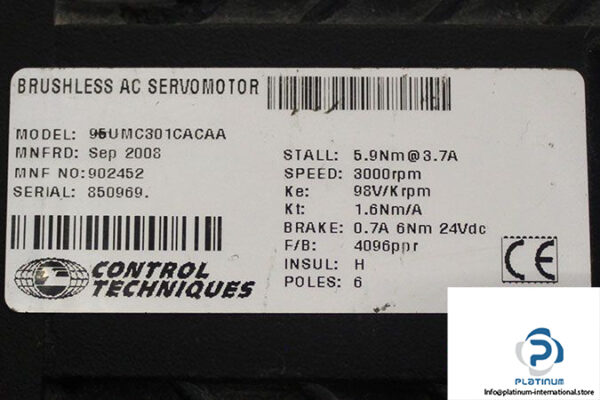 BRUSHLESS AC SERVOMOTOR
MODEL: 95UMC301CACAA
MNFRD: Sep 2008
MNF NO:902452
SERIAL: 850969.
STALL: 5.9Nm@3.7A
SPEED: 3000rpm
Ke: 98V/Krpm
Kt: 1.6Nm/A
BRAKE: 0.7A 6Nm 24Vdc
F/B: 4096ppr
INSUL: H
POLES: 6
CONTROL
TECHNIQUES
CE
PLATINUM
platinum-international.store